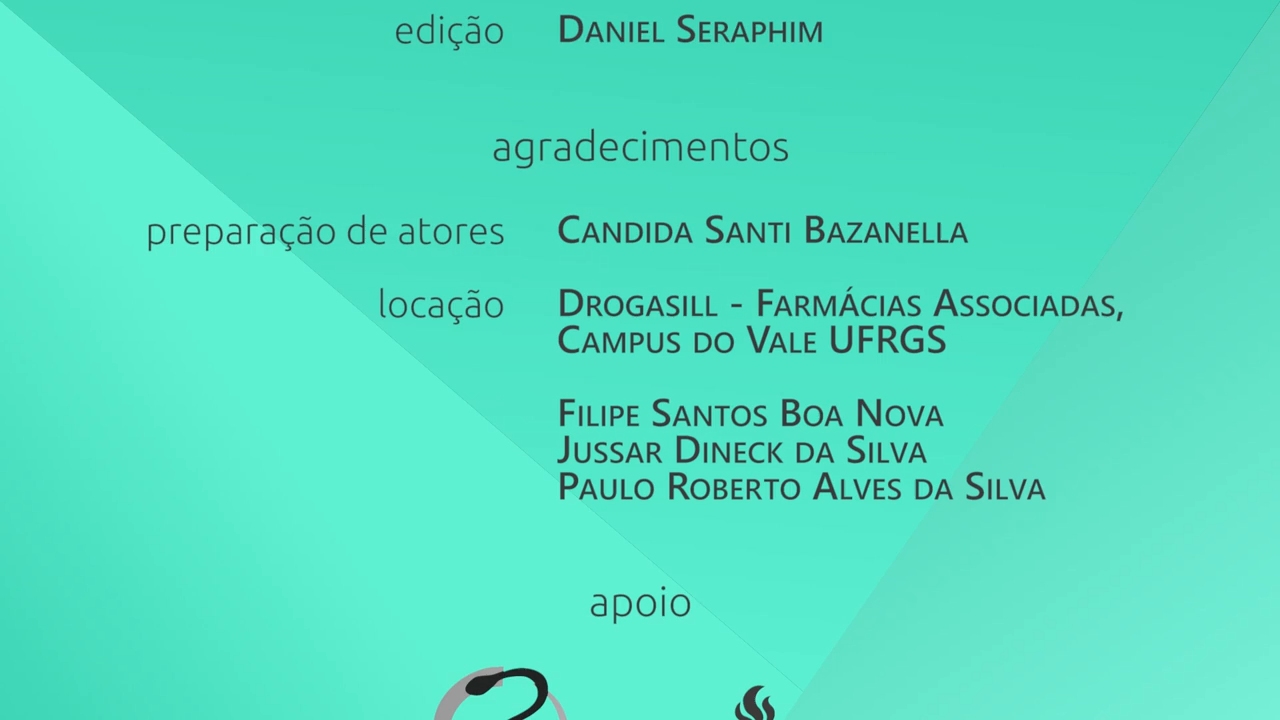 edição Daniel Seraphim
agradecimentos
preparação de atores Candida Santi Bazanella
locação Drogasill - Farmácias Associadas,
Campus do Vale UFRGS
Filipe Santos Boa Nova
Jussar Dineck da Silva
Paulo Roberto Alves da Silva
apoio